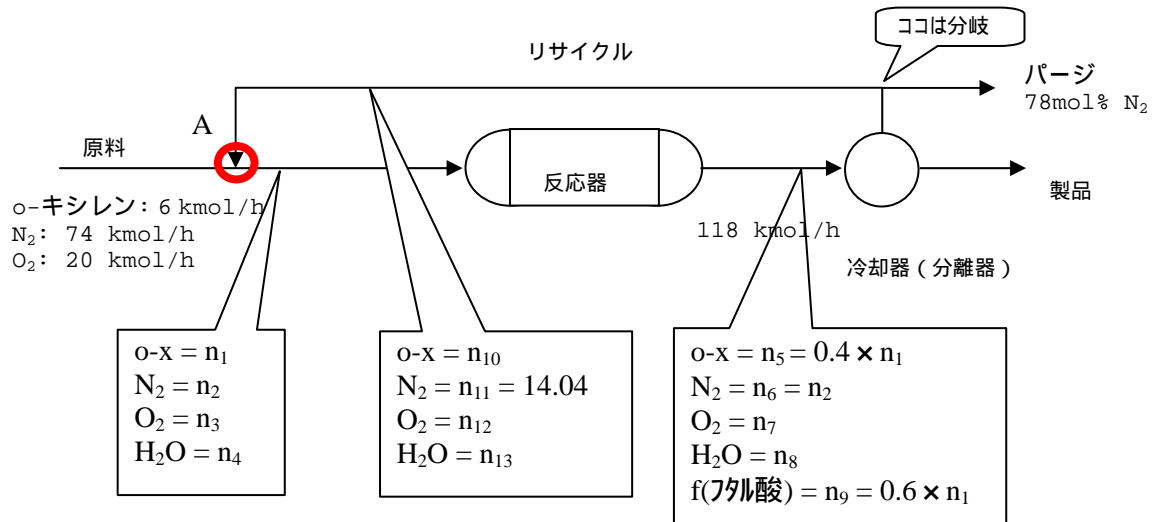 ココは分岐
リサイクル
パージ
78mol% N₂
A
原料
反応器
製品
o-キシレン: 6 kmol/h
N₂: 74 kmol/h
O₂: 20 kmol/h
118 kmol/h
冷却器(分離器)
o-x = n₁
N₂ = n₂
O₂ = n₃
H₂O = n₄
o-x = n₁₀
N₂ = n₁₁ = 14.04
O₂ = n₁₂
H₂O = n₁₃
o-x = n₅ = 0.4 × n₁
N₂ = n₆ = n₂
O₂ = n₇
H₂O = n₈
f(フタル酸) = n₉ = 0.6 × n₁